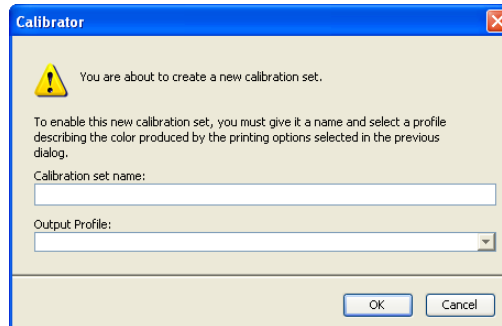 Calibrator
You are about to create a new calibration set.
To enable this new calibration set, you must give it a name and select a profile
describing the color produced by the printing options selected in the previous
dialog.
Calibration set name:
Output Profile:
OK
Cancel